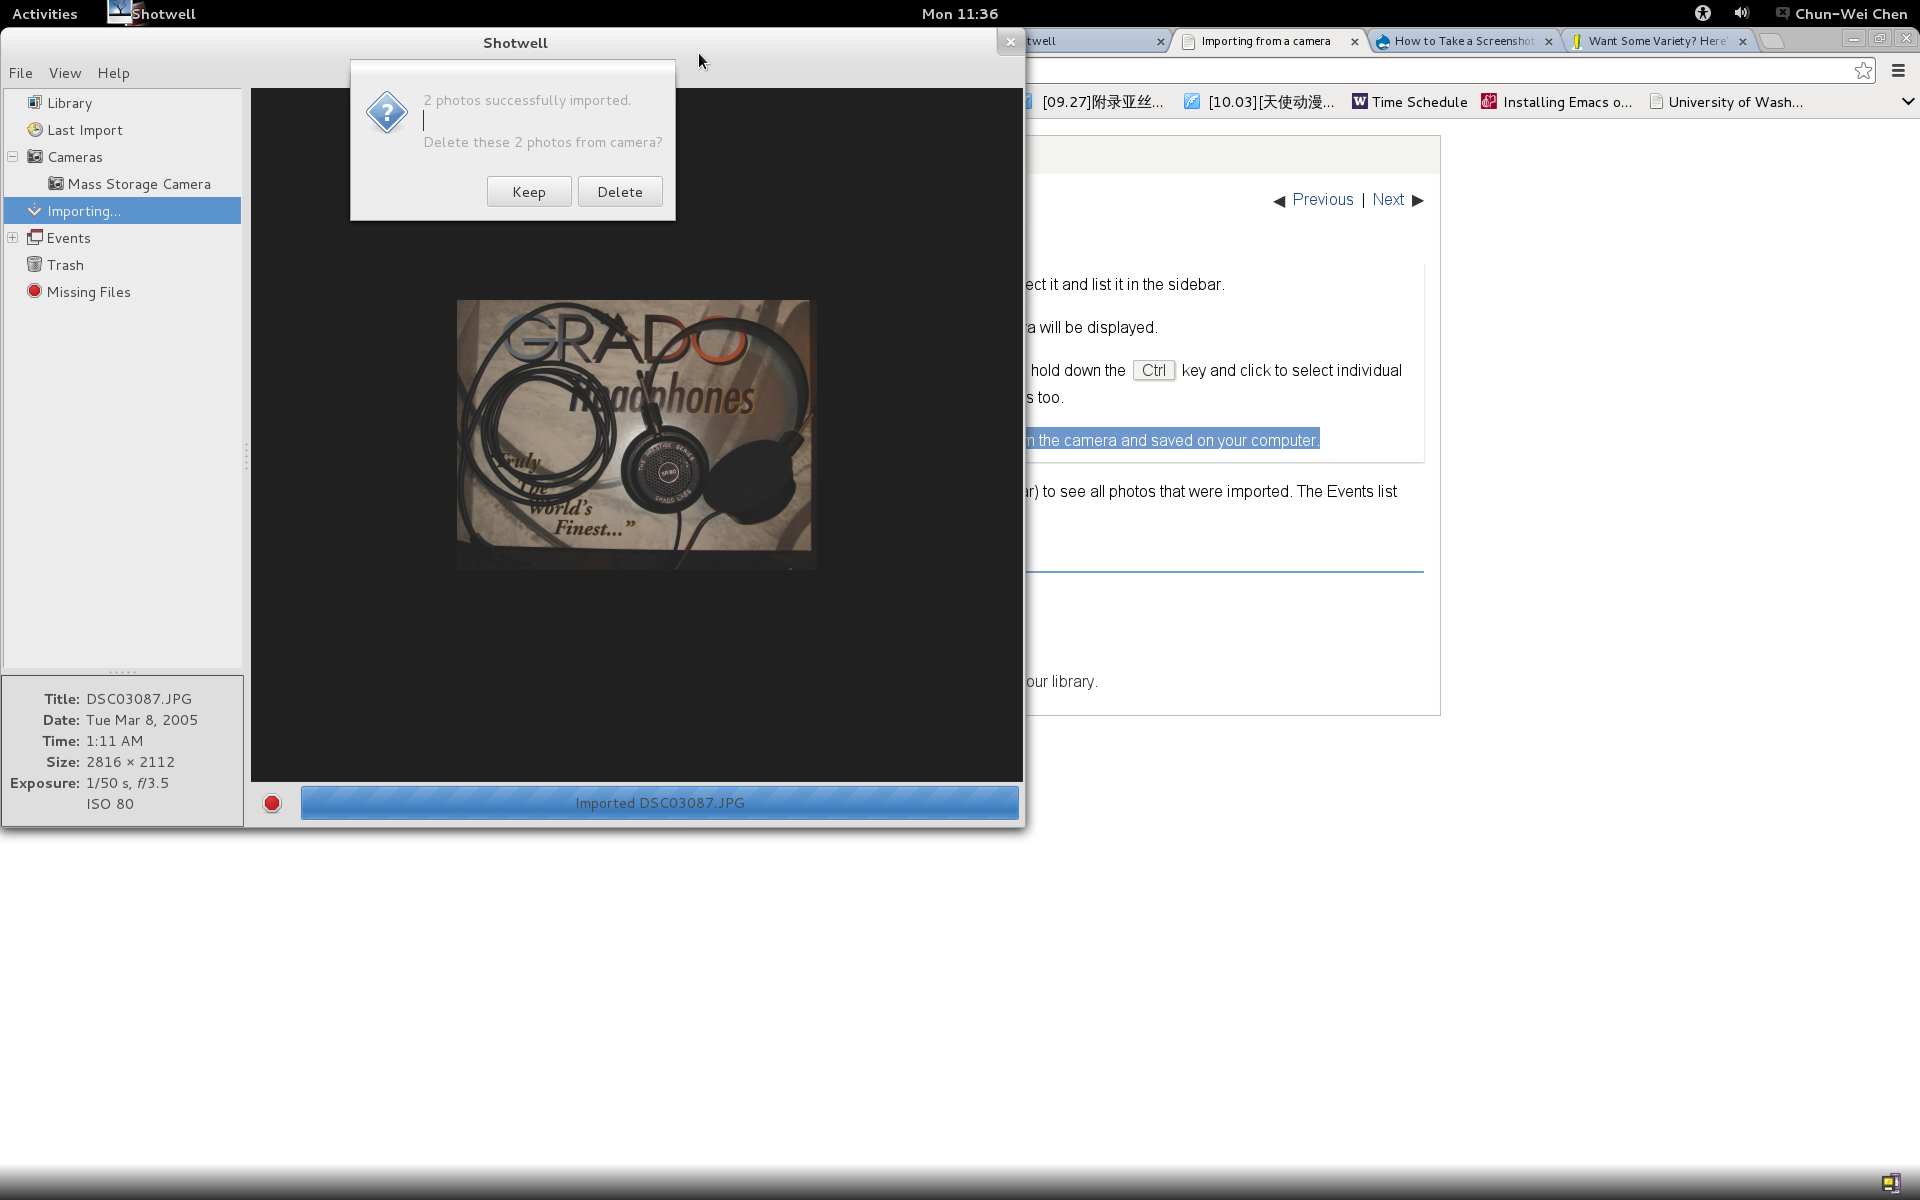 Activities
Shotwell
Mon 11:36
Chun-Wei Chen
Shotwell
File View Help
2 photos successfully imported.
Delete these 2 photos from camera?
Keep Delete
Library
Last Import
Cameras
Mass Storage Camera
Importing...
Events
Trash
Missing Files
GRADO
Headphones
"Truly
The
World's
Finest..."
THE PRESTIGE SERIES
GRADO LABS
Title: DSC03087.JPG
Date: Tue Mar 8, 2005
Time: 1:11 AM
Size: 2816 × 2112
Exposure: 1/50 s, f/3.5
ISO 80
Imported DSC03087.JPG
twell
Importing from a camera
How to Take a Screenshot
Want Some Variety? Here'
[09.27]附录亚丝...
[10.03][天使动漫...
Time Schedule
Installing Emacs o...
University of Wash...
◀ Previous | Next ▶
ect it and list it in the sidebar.
ra will be displayed.
hold down the Ctrl key and click to select individual
s too.
m the camera and saved on your computer.
ar) to see all photos that were imported. The Events list
our library.